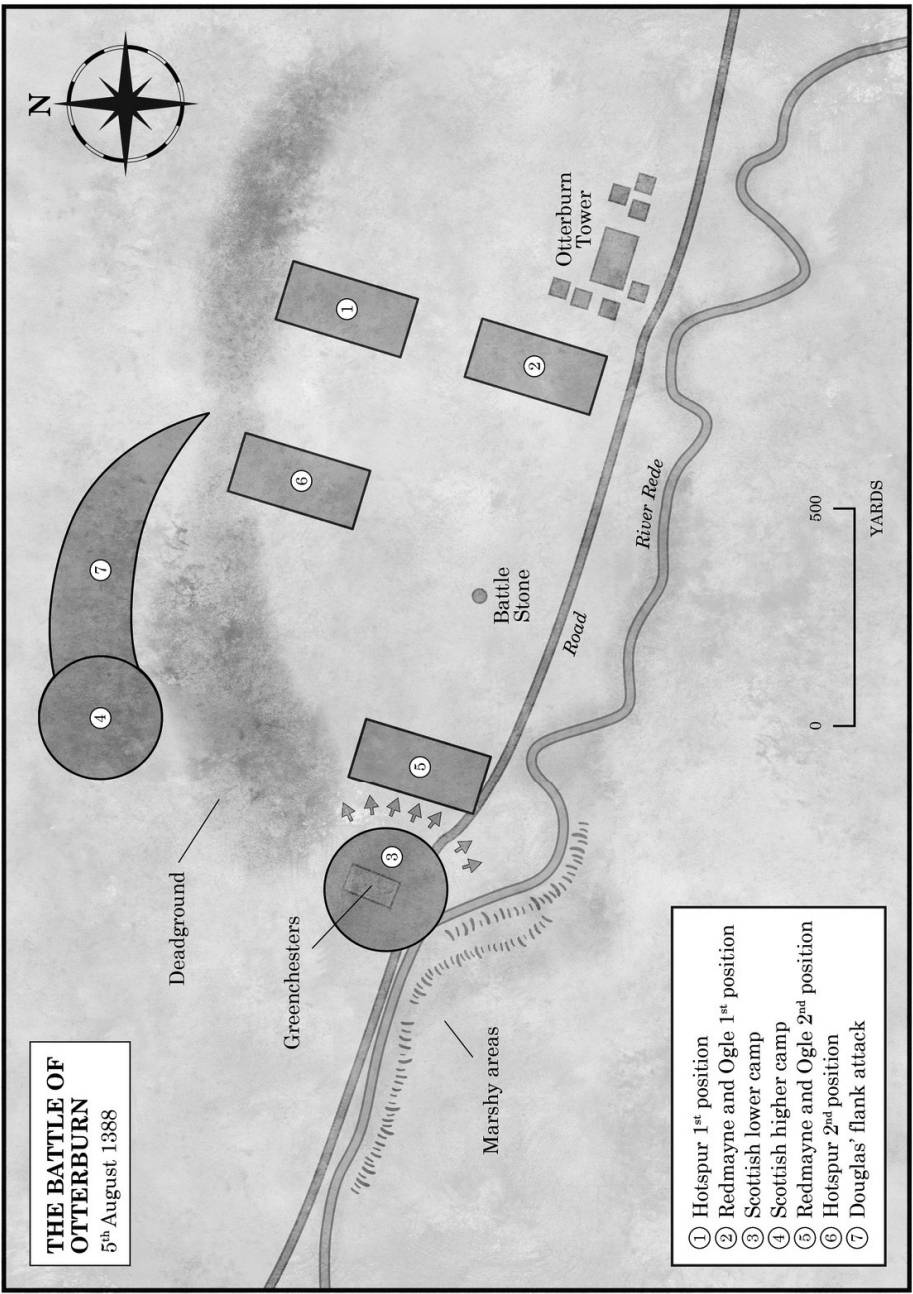 THE BATTLE OF
OTTERBURN
5th August 1388
N
Deadground
Greenchesters
Marshy areas
4
7
3
5
6
1
2
Battle
Stone
Otterburn
Tower
Road
River Rede
0
500
YARDS
1 Hotspur 1st position
2 Redmayne and Ogle 1st position
3 Scottish lower camp
4 Scottish higher camp
5 Redmayne and Ogle 2nd position
6 Hotspur 2nd position
7 Douglas' flank attack